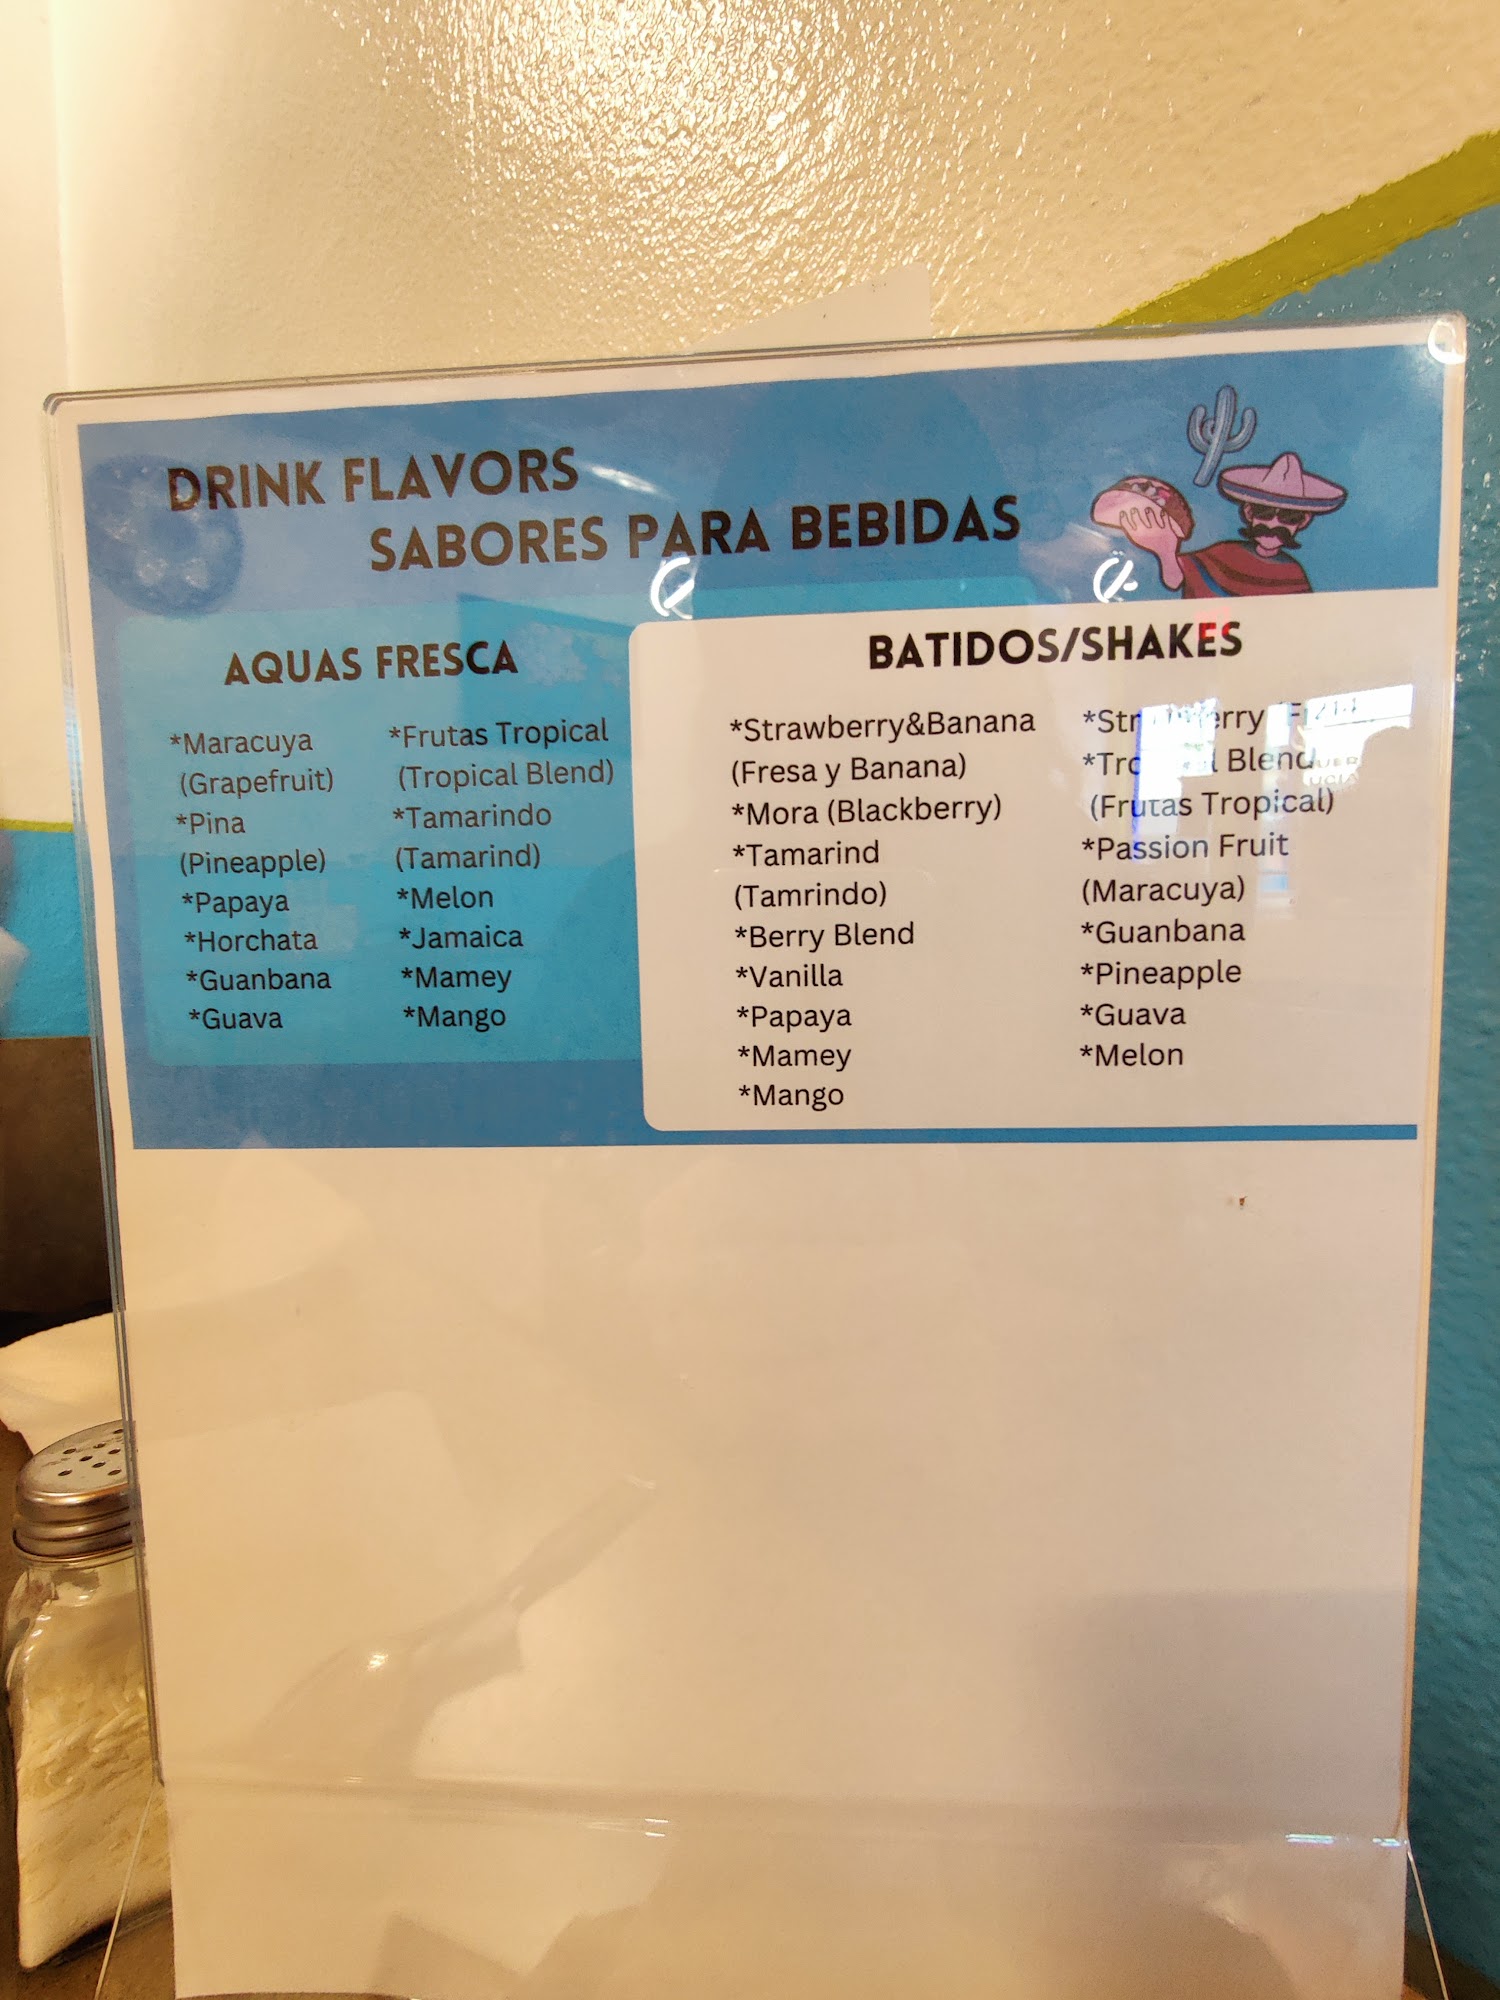 DRINK FLAVORS
SABORES PARA BEBIDAS
AQUAS FRESCA
*Maracuya
(Grapefruit)
*Pina
(Pineapple)
*Papaya
*Horchata
*Guanbana
*Guava
*Frutas Tropical
(Tropical Blend)
*Tamarindo
(Tamarind)
*Melon
*Jamaica
*Mamey
*Mango
BATIDOS/SHAKES
*Strawberry&Banana
(Fresa y Banana)
*Mora (Blackberry)
*Tamarind
(Tamrindo)
*Berry Blend
*Vanilla
*Papaya
*Mamey
*Mango
*Strawberry
*Tropical Blend
(Frutas Tropical)
*Passion Fruit
(Maracuya)
*Guanbana
*Pineapple
*Guava
*Melon